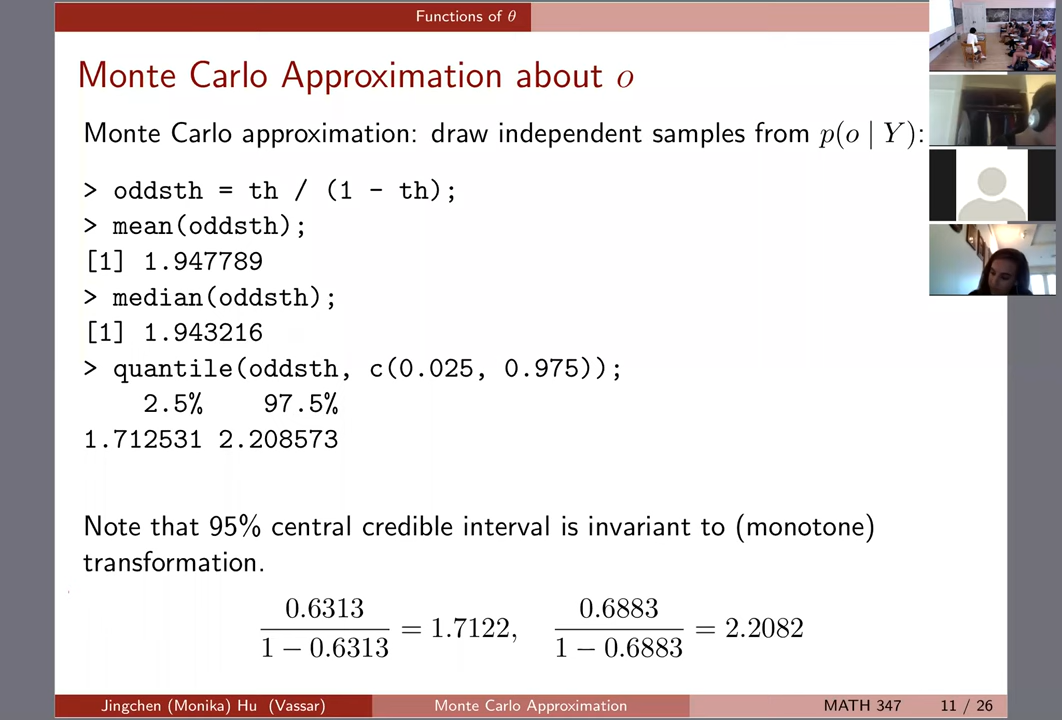 Functions of θ
Monte Carlo Approximation about o
Monte Carlo approximation: draw independent samples from p(o | Y):
> oddsth = th / (1 - th);
> mean(oddsth);
[1] 1.947789
> median(oddsth);
[1] 1.943216
> quantile(oddsth, c(0.025, 0.975));
2.5% 97.5%
1.712531 2.208573
Note that 95% central credible interval is invariant to (monotone)
transformation.
0.6313 / (1 − 0.6313) = 1.7122, 0.6883 / (1 − 0.6883) = 2.2082
Jingchen (Monika) Hu (Vassar) Monte Carlo Approximation MATH 347 11 / 26